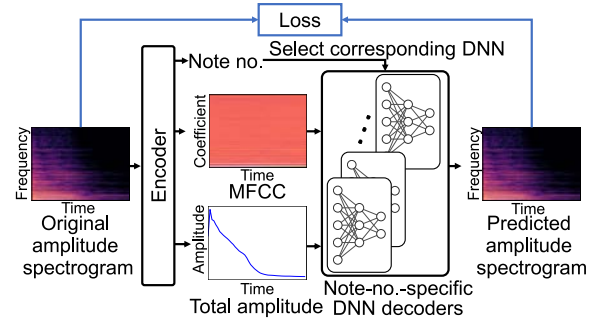 Loss
Select corresponding DNN
Note no.
Encoder
Frequency
Time
Original
amplitude
spectrogram
Coefficient
Time
MFCC
Amplitude
Time
Total amplitude
Note-no.-specific
DNN decoders
Frequency
Time
Predicted
amplitude
spectrogram